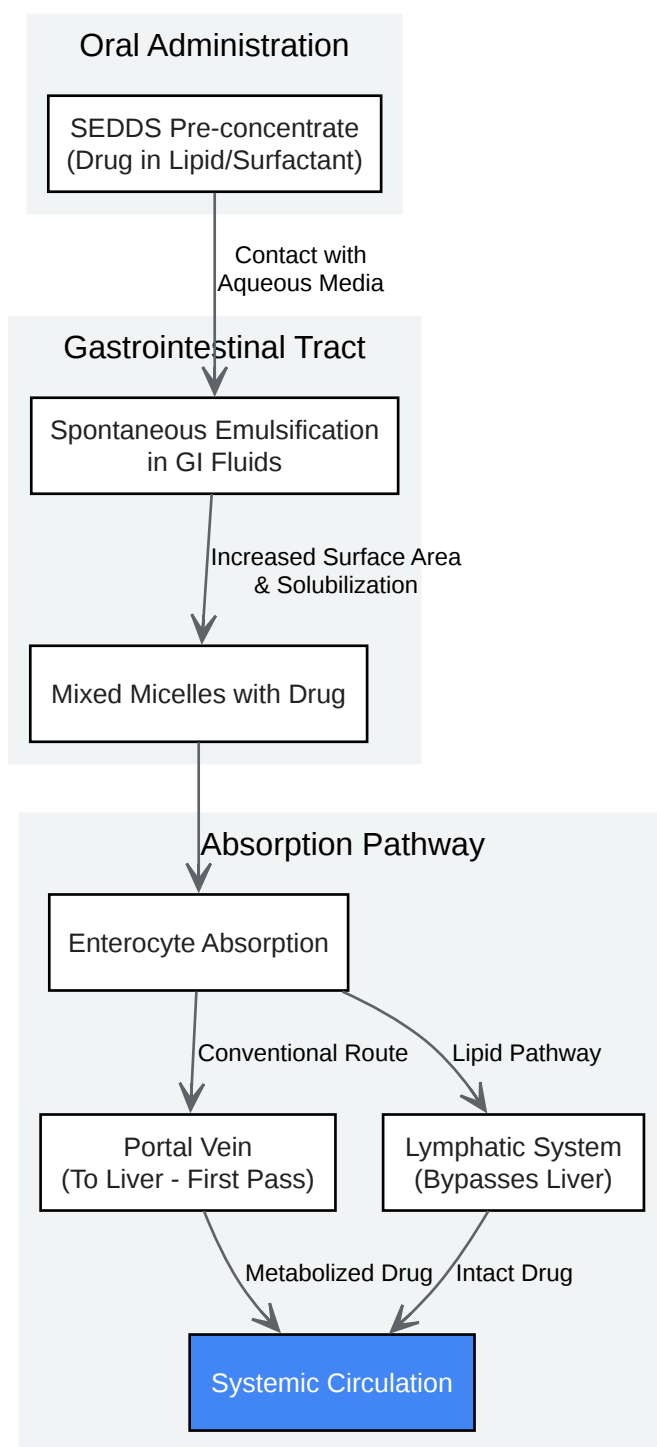 Oral Administration
SEDDS Pre-concentrate
(Drug in Lipid/Surfactant)
Contact with
Aqueous Media
Gastrointestinal Tract
Spontaneous Emulsification
in GI Fluids
Increased Surface Area
& Solubilization
Mixed Micelles with Drug
Absorption Pathway
Enterocyte Absorption
Conventional Route
Lipid Pathway
Portal Vein
(To Liver - First Pass)
Lymphatic System
(Bypasses Liver)
Metabolized Drug
Intact Drug
Systemic Circulation